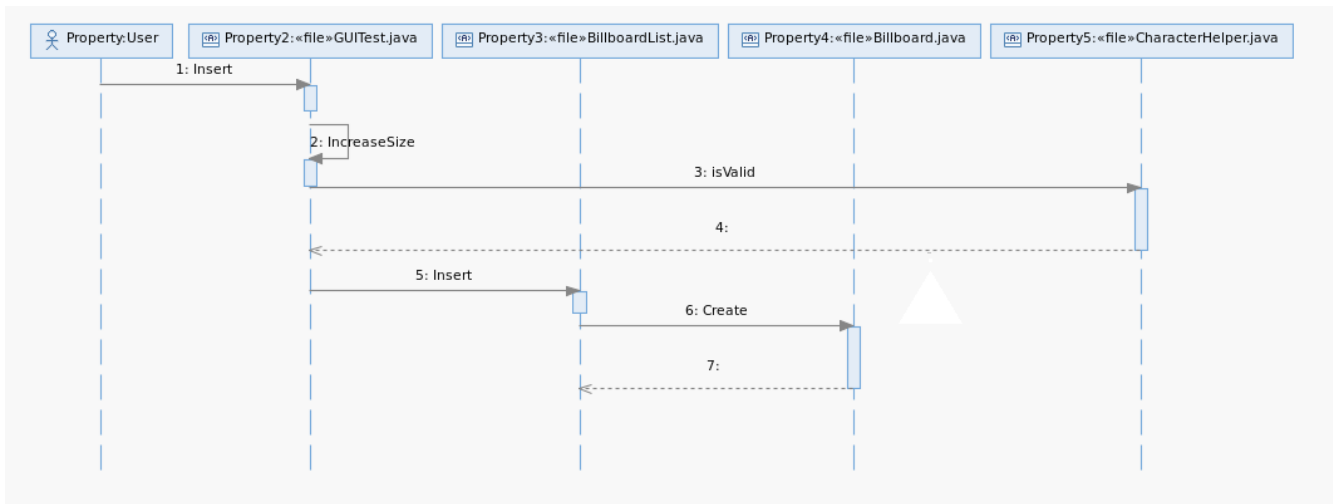 Property:User
Property2:«file»GUITest.java
Property3:«file»BillboardList.java
Property4:«file»Billboard.java
Property5:«file»CharacterHelper.java
1: Insert
2: IncreaseSize
3: isValid
4:
5: Insert
6: Create
7: